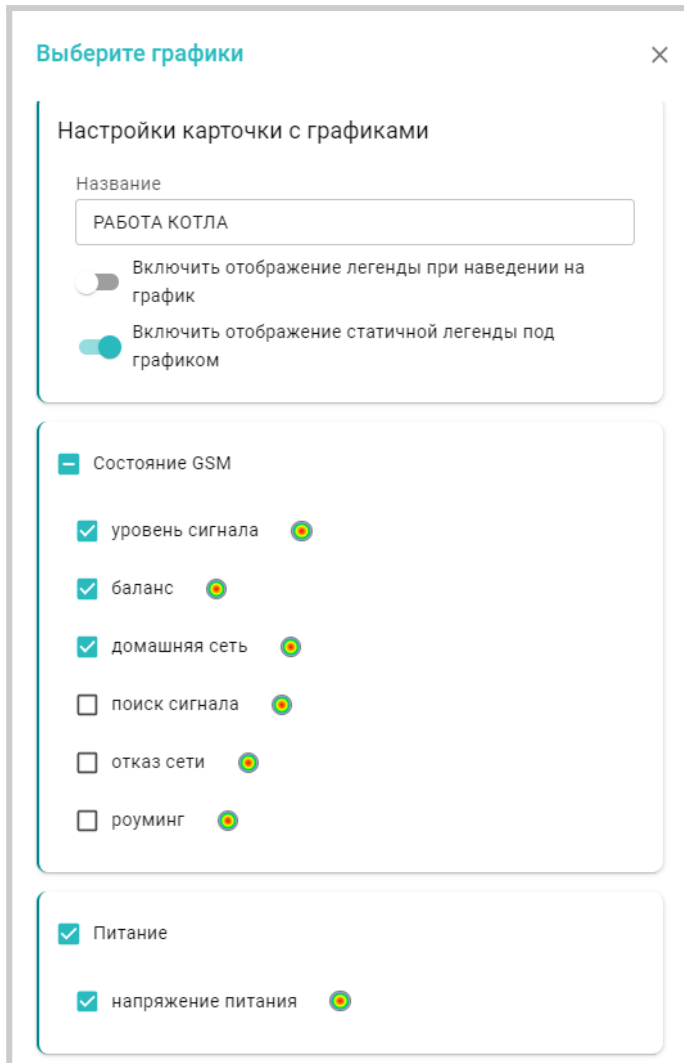 Выберите графики
Настройки карточки с графиками
Название
РАБОТА КОТЛА
Включить отображение легенды при наведении на
график
Включить отображение статичной легенды под
графиком
Состояние GSM
уровень сигнала
баланс
домашняя сеть
поиск сигнала
отказ сети
роуминг
Питание
напряжение питания